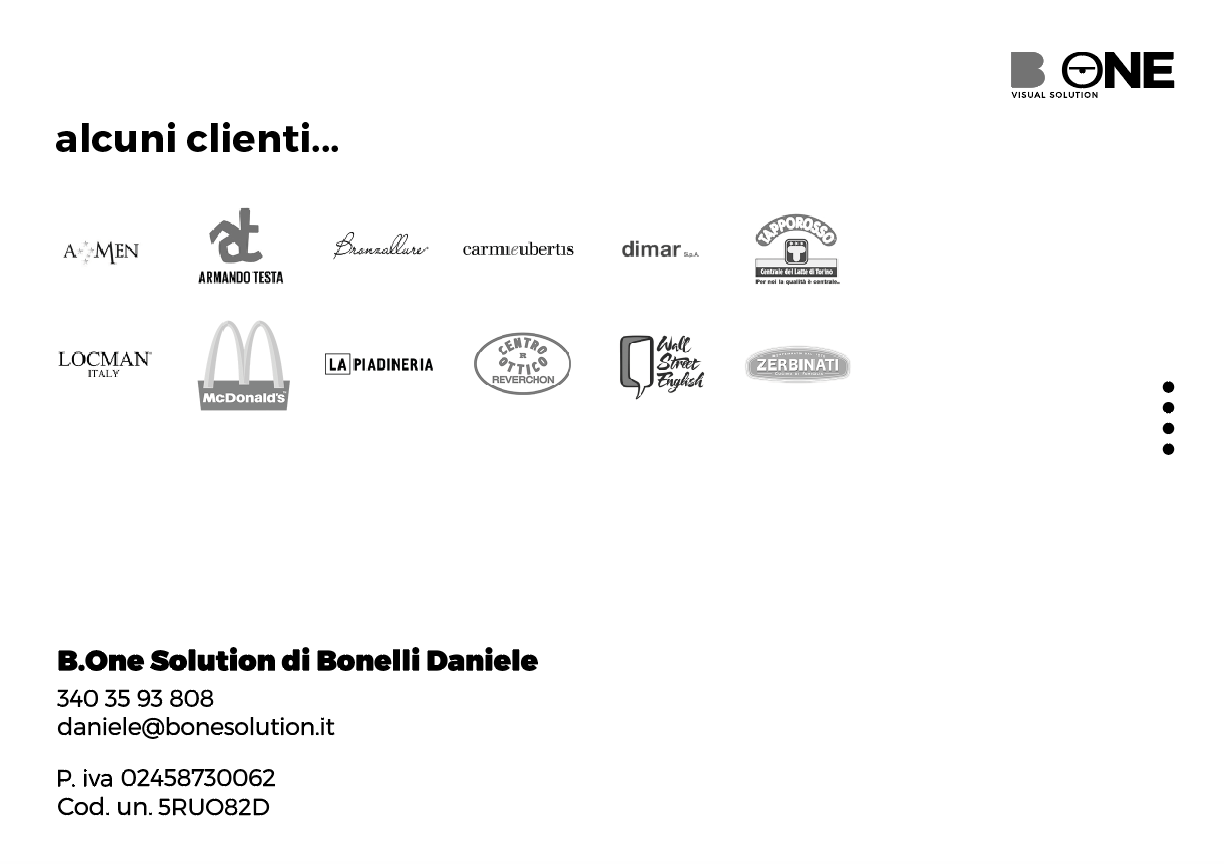 B ONE
VISUAL SOLUTION
alcuni clienti...
A MEN
ARMANDO TESTA
Bronzallure
carmieubertis
dimar S.p.A
TAPPOROSSO
Centrale del Latte di Torino
Per noi la qualità è centrale.
LOCMAN
ITALY
McDonald's
LA PIADINERIA
CENTRO
R
OTTICO
REVERCHON
Wall
Street
English
ZERBINATI
B.One Solution di Bonelli Daniele
340 35 93 808
daniele@bonesolution.it
P. iva 02458730062
Cod. un. 5RUO82D